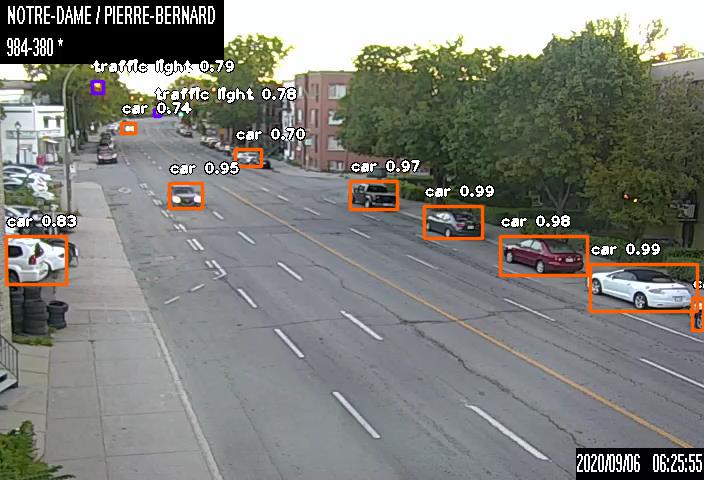 NOTRE-DAME / PIERRE-BERNARD
984-380 *
traffic light 0.79
traffic light 0.78
car 0.74
car 0.70
car 0.95
car 0.97
car 0.99
car 0.83
car 0.98
car 0.99
2020/09/06 06:25:55